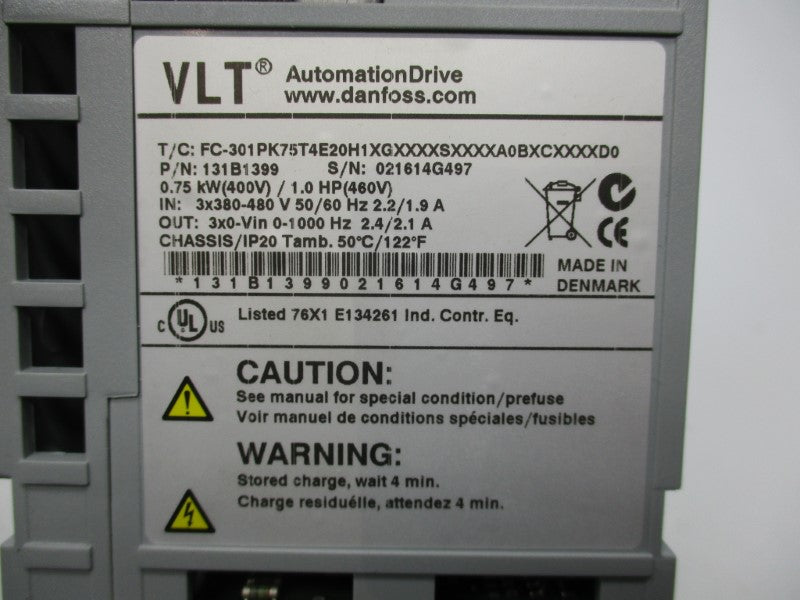 VLT® AutomationDrive
www.danfoss.com
T/C: FC-301PK75T4E20H1XGXXXXSXXXXA0BXCXXXXD0
P/N: 131B1399 S/N: 021614G497
0.75 kW(400V) / 1.0 HP(460V)
IN: 3x380-480 V 50/60 Hz 2.2/1.9 A
OUT: 3x0-Vin 0-1000 Hz 2.4/2.1 A
CHASSIS/IP20 Tamb. 50°C/122°F
CE
*131B1399021614G497*
MADE IN
DENMARK
C UL US Listed 76X1 E134261 Ind. Contr. Eq.
CAUTION:
See manual for special condition/prefuse
Voir manuel de conditions spéciales/fusibles
WARNING:
Stored charge, wait 4 min.
Charge residuélle, attendez 4 min.